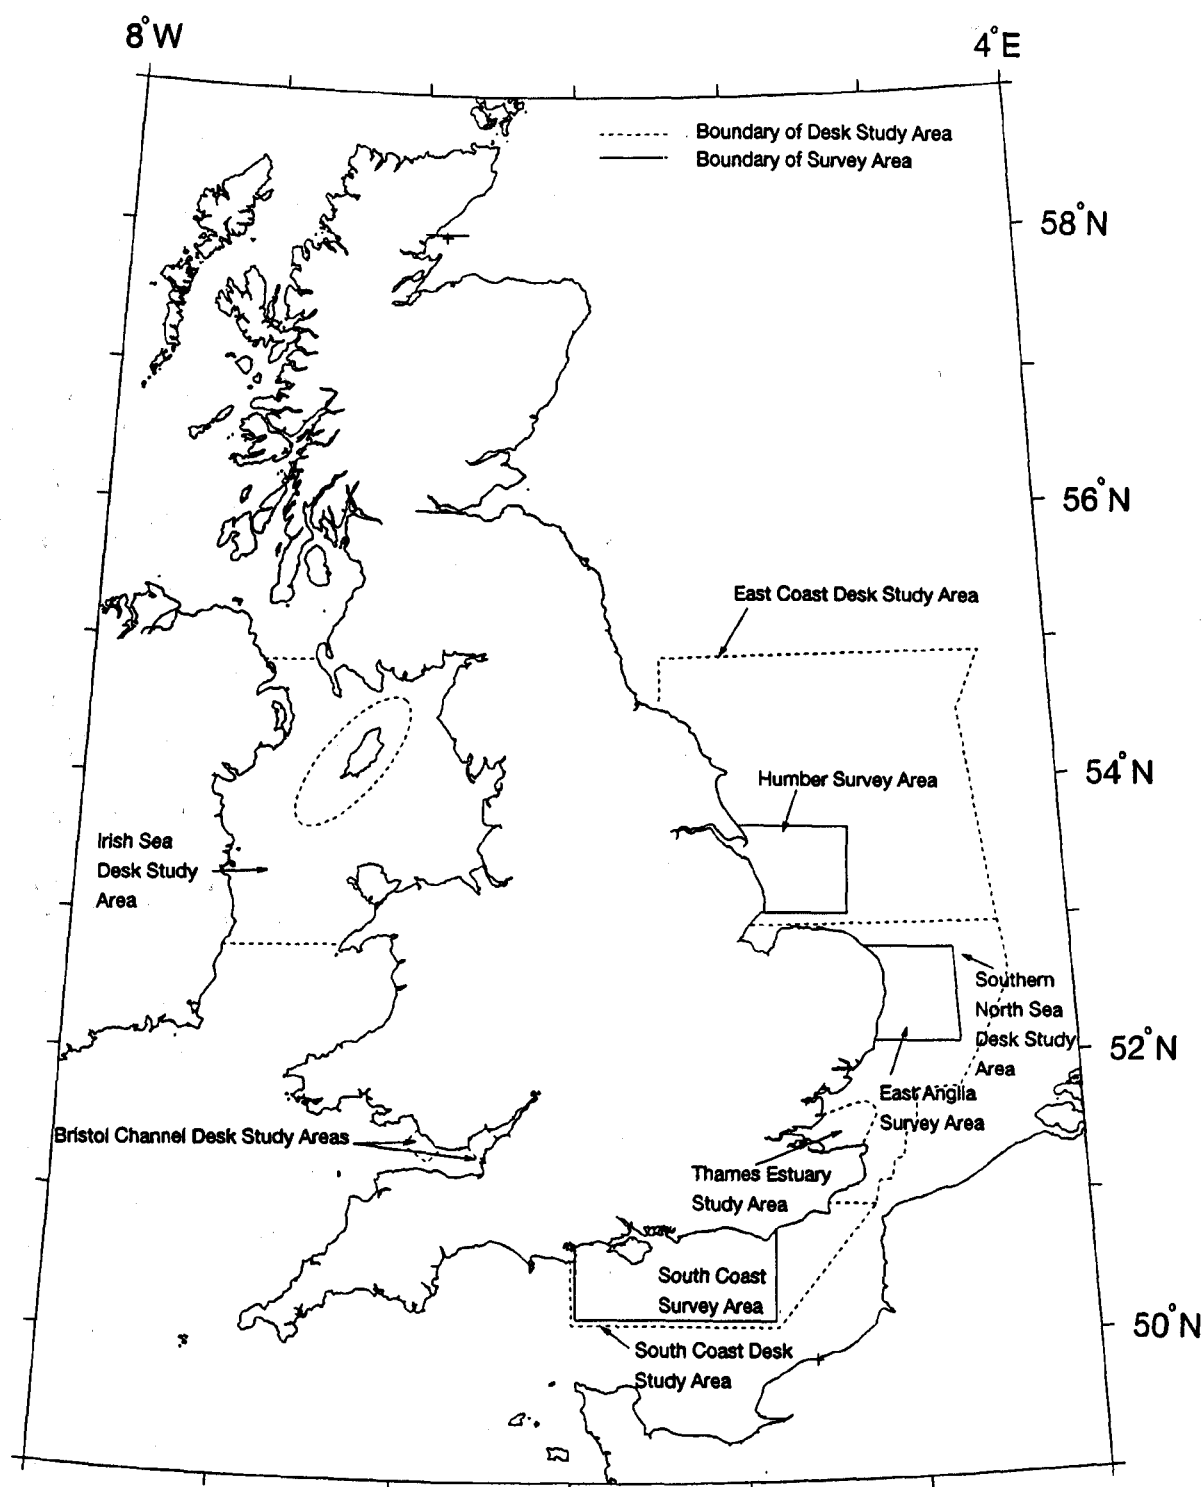 8°W
4°E
Boundary of Desk Study Area
Boundary of Survey Area
58°N
56°N
East Coast Desk Study Area
54°N
Humber Survey Area
Irish Sea
Desk Study
Area
Southern
North Sea
Desk Study
Area
52°N
East Anglia
Survey Area
Bristol Channel Desk Study Areas
Thames Estuary
Study Area
South Coast
Survey Area
50°N
South Coast Desk
Study Area